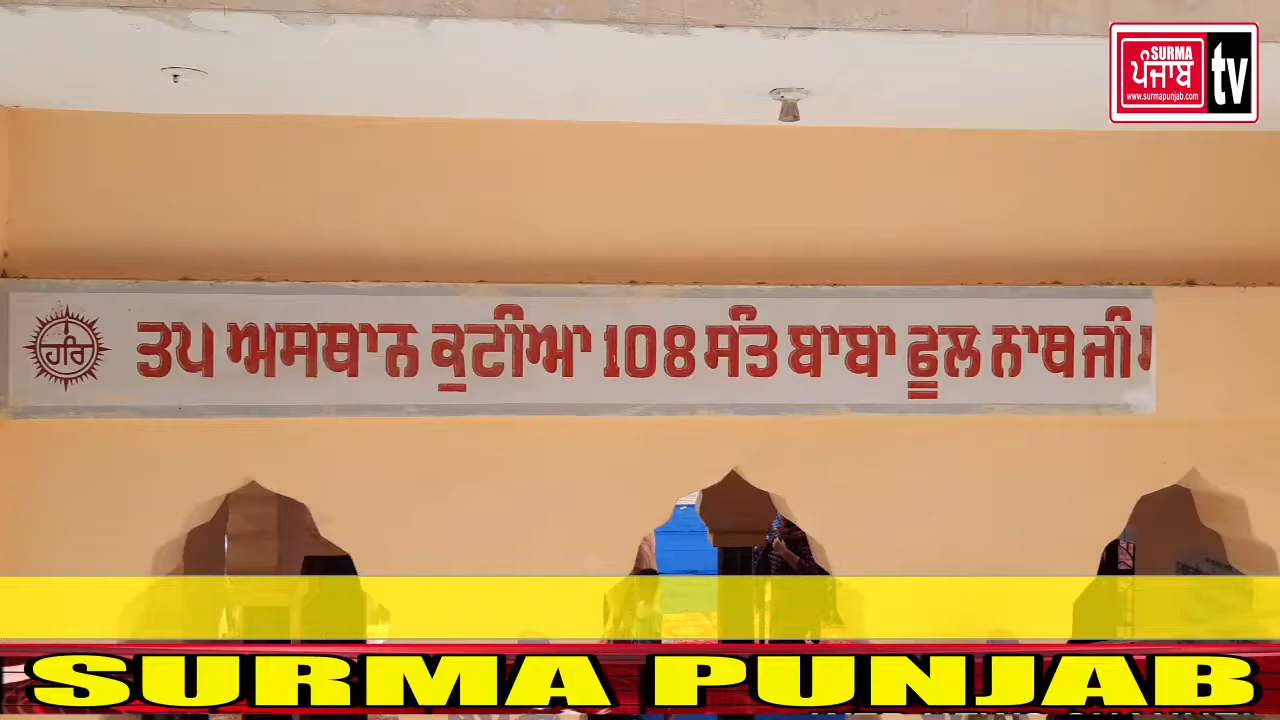 SURMA
ਪੰਜਾਬ tv
www.surmapunjab.com
ਹਰਿ
ਤਪ ਅਸਥਾਨ ਕੁਟੀਆ 108 ਸੰਤ ਬਾਬਾ ਫੂਲ ਨਾਥ ਜੀ
SURMA PUNJAB